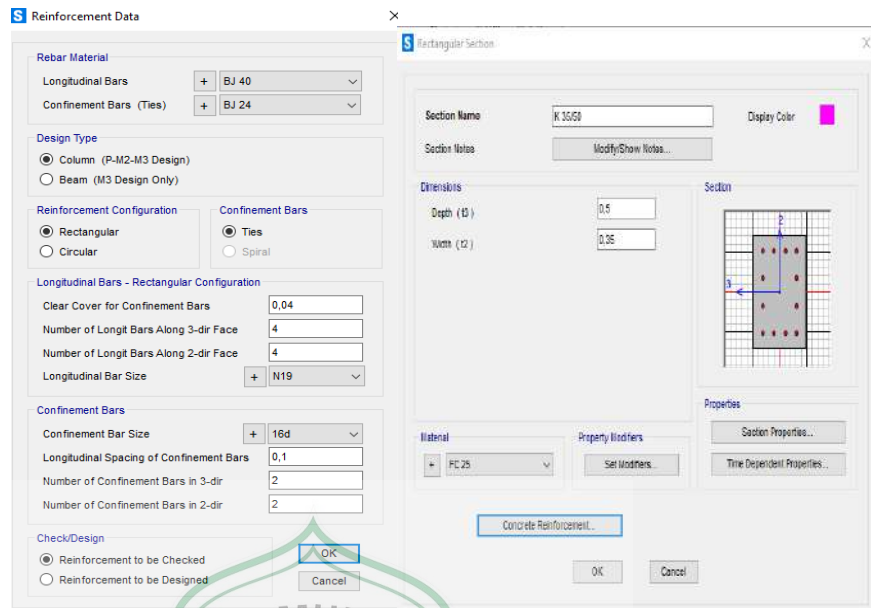 Reinforcement Data
Rebar Material
Longitudinal Bars + BJ 40
Confinement Bars (Ties) + BJ 24
Design Type
Column (P-M2-M3 Design)
Beam (M3 Design Only)
Reinforcement Configuration
Rectangular
Circular
Confinement Bars
Ties
Spiral
Longitudinal Bars - Rectangular Configuration
Clear Cover for Confinement Bars 0,04
Number of Longit Bars Along 3-dir Face 4
Number of Longit Bars Along 2-dir Face 4
Longitudinal Bar Size + N19
Confinement Bars
Confinement Bar Size + 16d
Longitudinal Spacing of Confinement Bars 0,1
Number of Confinement Bars in 3-dir 2
Number of Confinement Bars in 2-dir 2
Check/Design
Reinforcement to be Checked
Reinforcement to be Designed
OK
Cancel
Rectangular Section
Section Name K 35/50
Display Color
Section Notes Modify/Show Notes...
Dimensions
Depth (t3) 0,5
Width (t2) 0,35
Section
2
3
Properties
Section Properties...
Time Dependent Properties...
Material
+ FC 25
Property Modifiers
Set Modifiers...
Concrete Reinforcement...
OK
Cancel